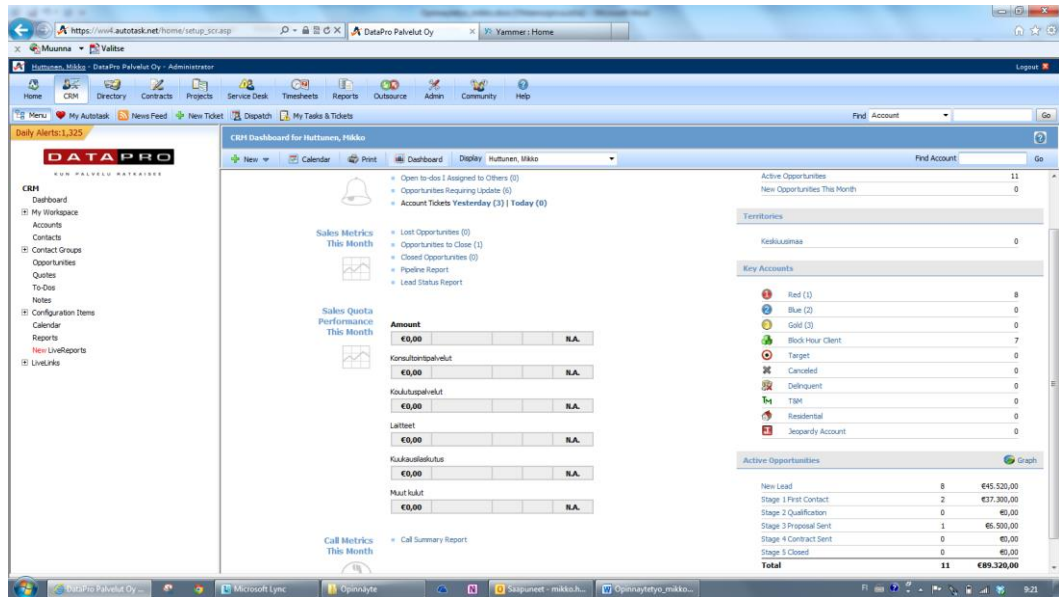 https://ww4.autotask.net/home/setup_scr.asp
DataPro Palvelut Oy
Yammer : Home
Muunna
Valitse
Huttunen, Mikko - DataPro Palvelut Oy - Administrator
Logout
Home CRM Directory Contracts Projects Service Desk Timesheets Reports Outsource Admin Community Help
Menu My Autotask News Feed New Ticket Dispatch My Tasks & Tickets Find Account Go
Daily Alerts:1,325
CRM Dashboard for Huttunen, Mikko
New Calendar Print Dashboard Display Huttunen, Mikko Find Account Go
DATAPRO
KUN PALVELU RATKAISEE
CRM
Dashboard
My Workspace
Accounts
Contacts
Contact Groups
Opportunities
Quotes
To-Dos
Notes
Configuration Items
Calendar
Reports
New LiveReports
LiveLinks
Open to-dos I Assigned to Others (0)
Opportunities Requiring Update (6)
Account Tickets Yesterday (3) | Today (0)
Sales Metrics
This Month
Lost Opportunities (0)
Opportunities to Close (1)
Closed Opportunities (0)
Pipeline Report
Lead Status Report
Sales Quota
Performance
This Month
Amount
€0,00 N.A.
Konsultointipalvelut
€0,00 N.A.
Koulutuspalvelut
€0,00 N.A.
Laitteet
€0,00 N.A.
Kuukausilaskutus
€0,00 N.A.
Muut kulut
€0,00 N.A.
Call Metrics
This Month
Call Summary Report
Active Opportunities 11
New Opportunities This Month 0
Territories
Keskiuusimaa 0
Key Accounts
Red (1) 8
Blue (2) 0
Gold (3) 0
Block Hour Client 7
Target 0
Canceled 0
Delinquent 0
TM T&M 0
Residential 0
Jeopardy Account 0
Active Opportunities Graph
New Lead 8 €45.520,00
Stage 1 First Contact 2 €37.300,00
Stage 2 Qualification 0 €0,00
Stage 3 Proposal Sent 1 €6.500,00
Stage 4 Contract Sent 0 €0,00
Stage 5 Closed 0 €0,00
Total 11 €89.320,00
DataPro Palvelut Oy ... Microsoft Lync Opinnäyte Saapuneet - mikko.h... Opinnaytetyo_mikko... FI 9:21